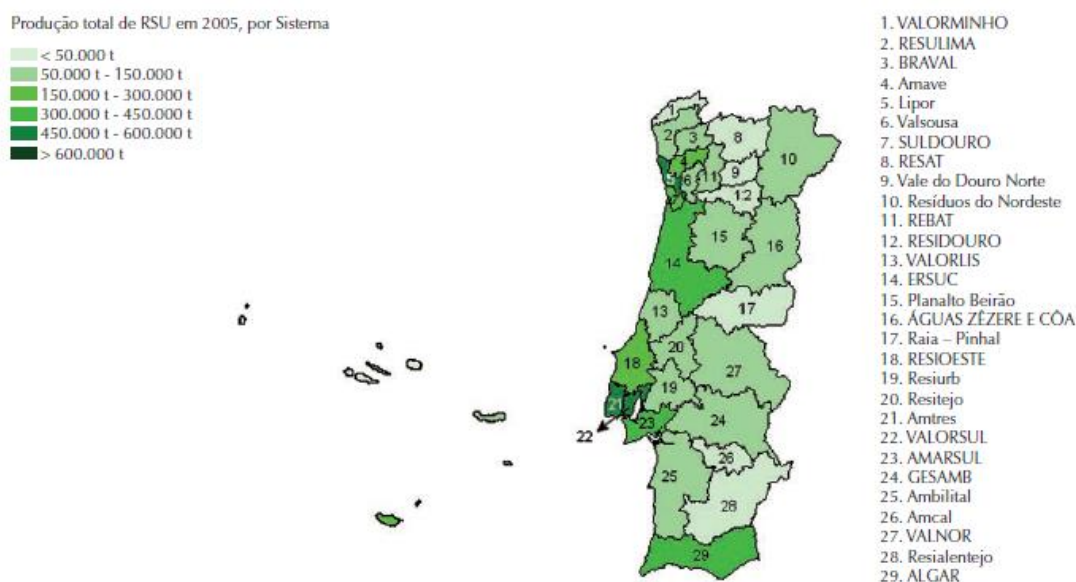 Produção total de RSU em 2005, por Sistema
< 50.000 t
50.000 t - 150.000 t
150.000 t - 300.000 t
300.000 t - 450.000 t
450.000 t - 600.000 t
> 600.000 t
1. VALORMINHO
2. RESULIMA
3. BRAVAL
4. Amave
5. Lipor
6. Valsousa
7. SULDOURO
8. RESAT
9. Vale do Douro Norte
10. Resíduos do Nordeste
11. REBAT
12. RESIDOURO
13. VALORLIS
14. ERSUC
15. Planalto Beirão
16. ÁGUAS ZÊZERE E CÔA
17. Raia – Pinhal
18. RESIOESTE
19. Resiurb
20. Resitejo
21. Amtres
22. VALORSUL
23. AMARSUL
24. GESAMB
25. Ambilital
26. Amcal
27. VALNOR
28. Resialentejo
29. ALGAR
1
2
3
8
10
4
5
6
11
9
12
15
16
14
17
13
20
18
27
19
21
22
23
24
25
26
28
29